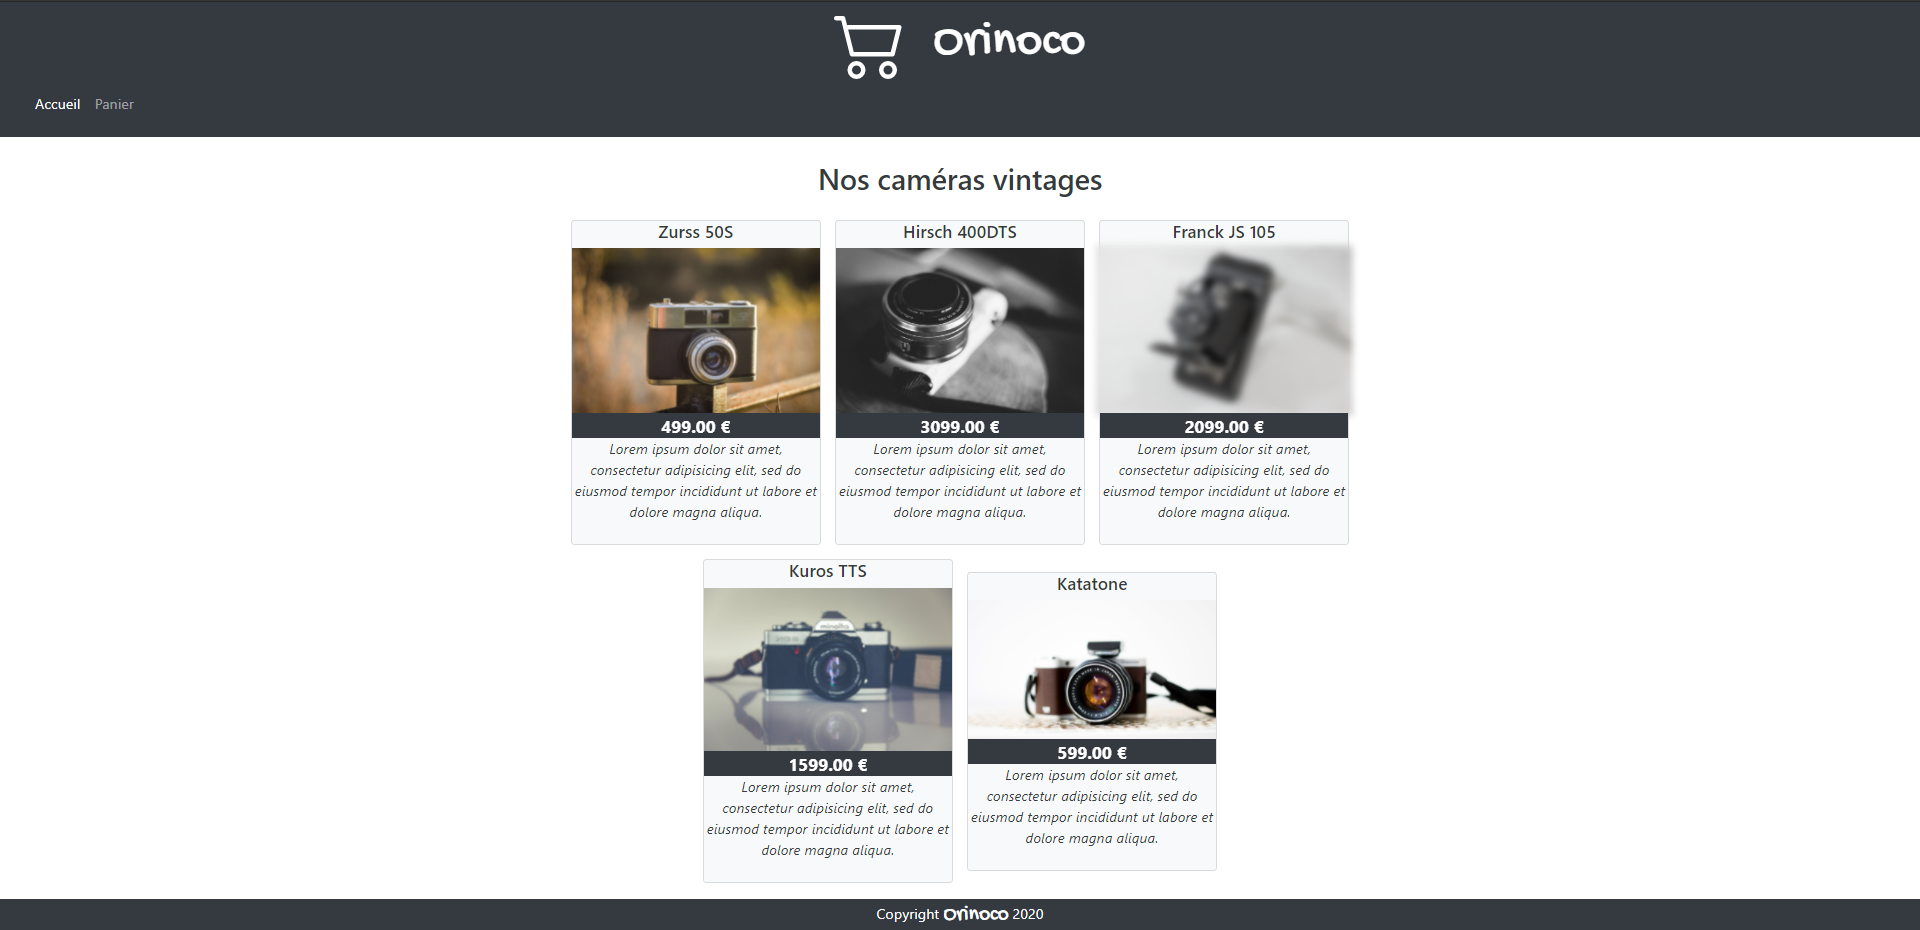 Orinoco
Accueil Panier
Nos caméras vintages
Zurss 50S
499.00 €
Lorem ipsum dolor sit amet,
consectetur adipisicing elit, sed do
eiusmod tempor incididunt ut labore et
dolore magna aliqua.
Hirsch 400DTS
3099.00 €
Lorem ipsum dolor sit amet,
consectetur adipisicing elit, sed do
eiusmod tempor incididunt ut labore et
dolore magna aliqua.
Franck JS 105
2099.00 €
Lorem ipsum dolor sit amet,
consectetur adipisicing elit, sed do
eiusmod tempor incididunt ut labore et
dolore magna aliqua.
Kuros TTS
minolta
1599.00 €
Lorem ipsum dolor sit amet,
consectetur adipisicing elit, sed do
eiusmod tempor incididunt ut labore et
dolore magna aliqua.
Katatone
599.00 €
Lorem ipsum dolor sit amet,
consectetur adipisicing elit, sed do
eiusmod tempor incididunt ut labore et
dolore magna aliqua.
Copyright Orinoco 2020